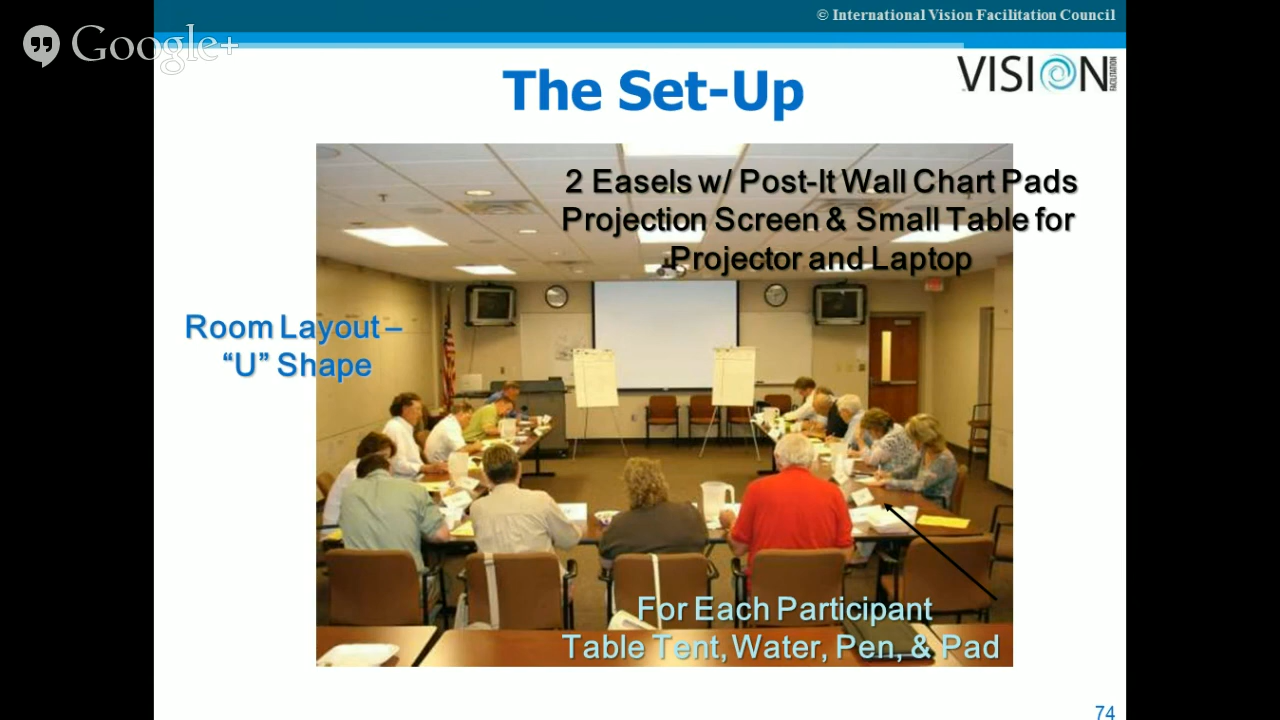 © International Vision Facilitation Council
Google+
VISION
FACILITATION
The Set-Up
2 Easels w/ Post-It Wall Chart Pads
Projection Screen & Small Table for
Projector and Laptop
Room Layout –
“U” Shape
For Each Participant
Table Tent, Water, Pen, & Pad
74